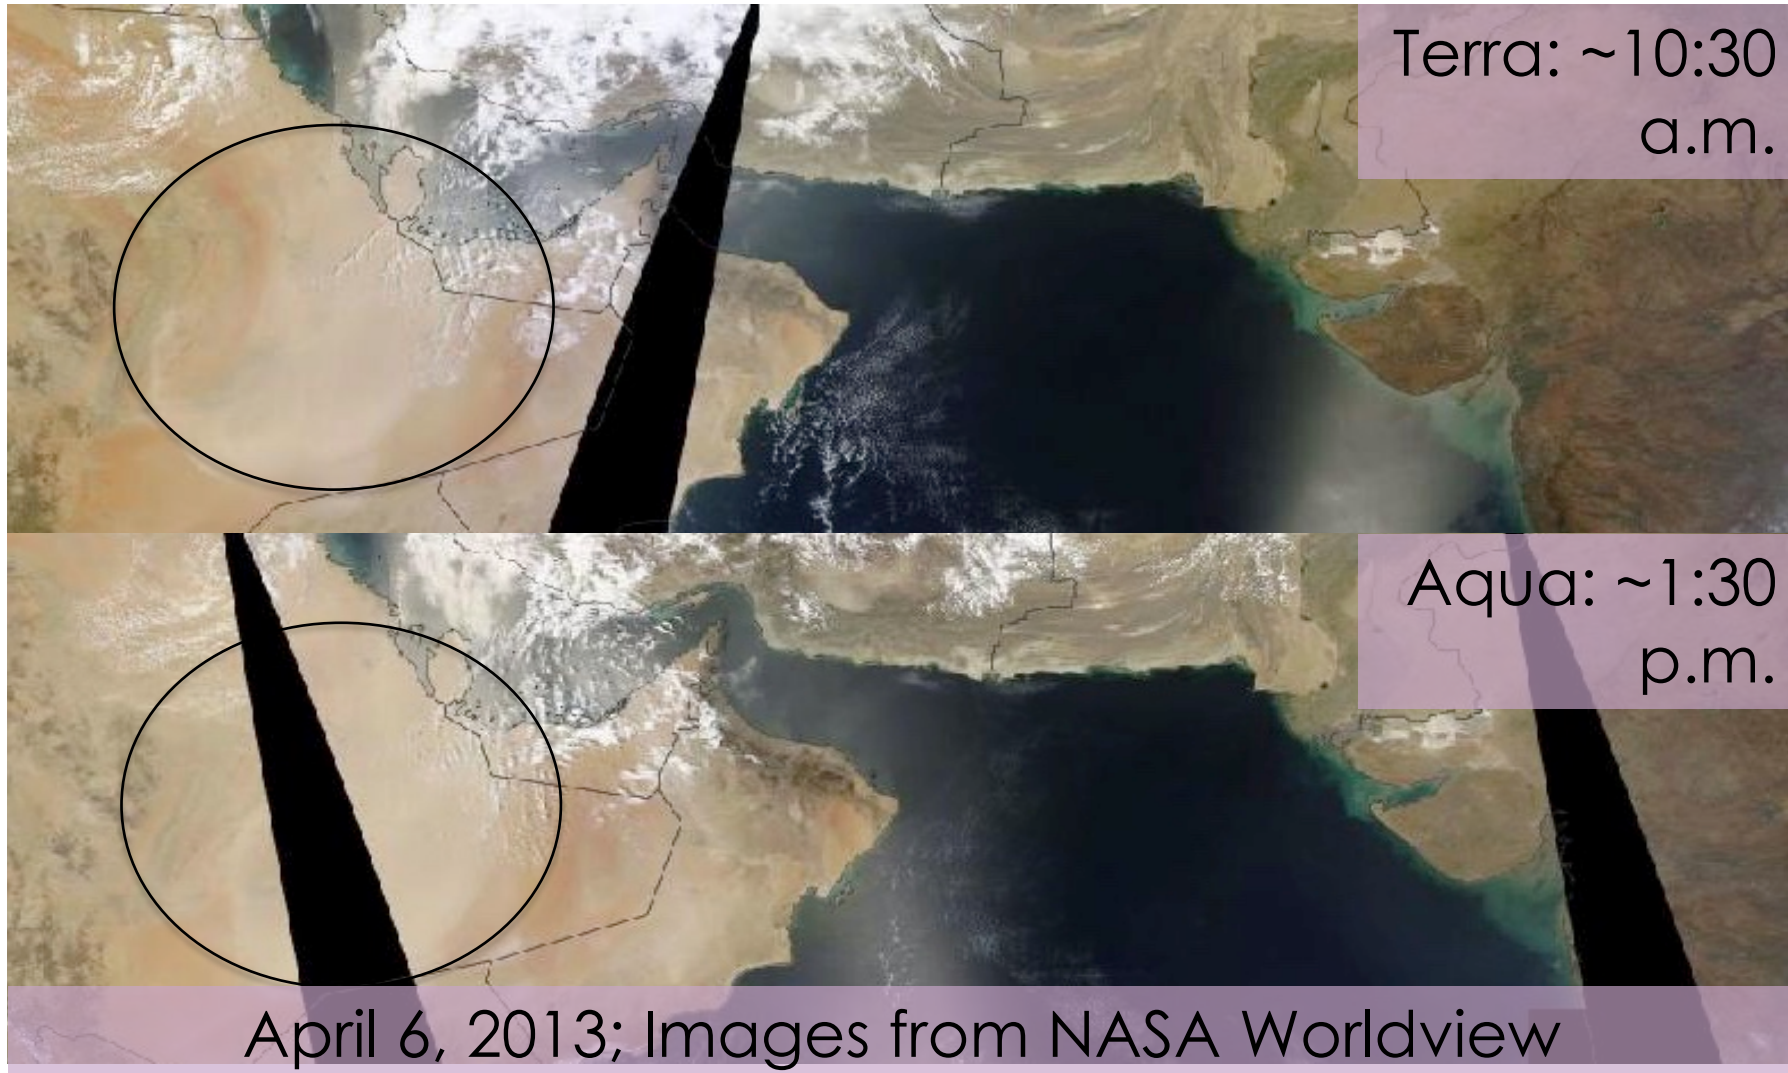 Terra: ~10:30
a.m.
Aqua: ~1:30
p.m.
April 6, 2013; Images from NASA Worldview